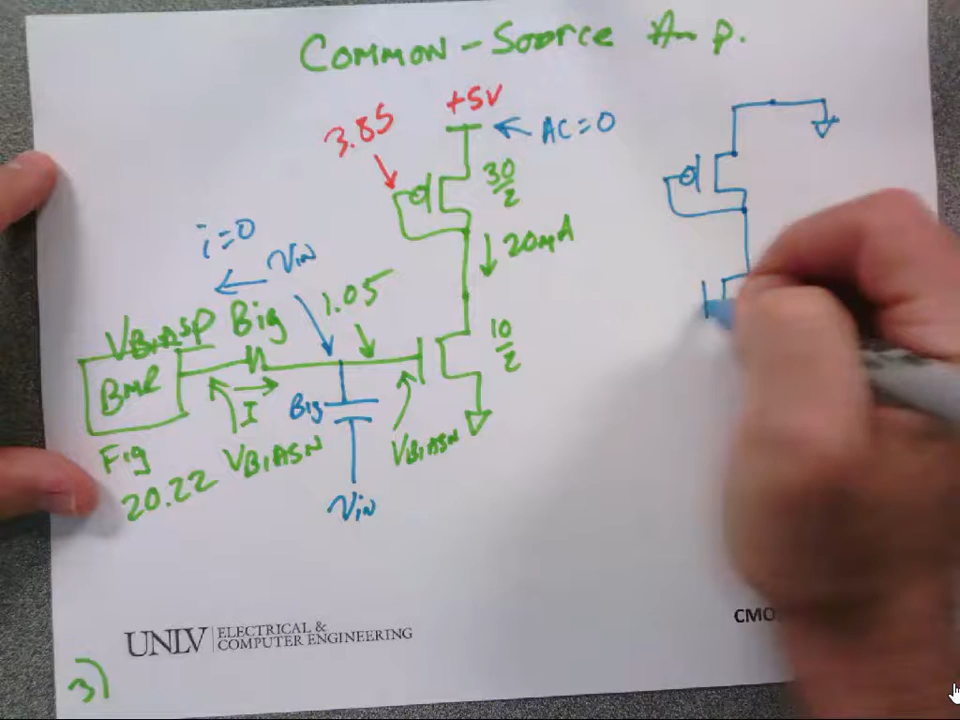 Common-Source Amp.
+5V
3.85
AC=0
30/2
i=0
Vin
20μA
1.05
VBIASP Big
10/2
BMR
I
Big
Fig
20.22
VBIASN
VBIASN
Vin
UNLV ELECTRICAL &
COMPUTER ENGINEERING
CMO
3)